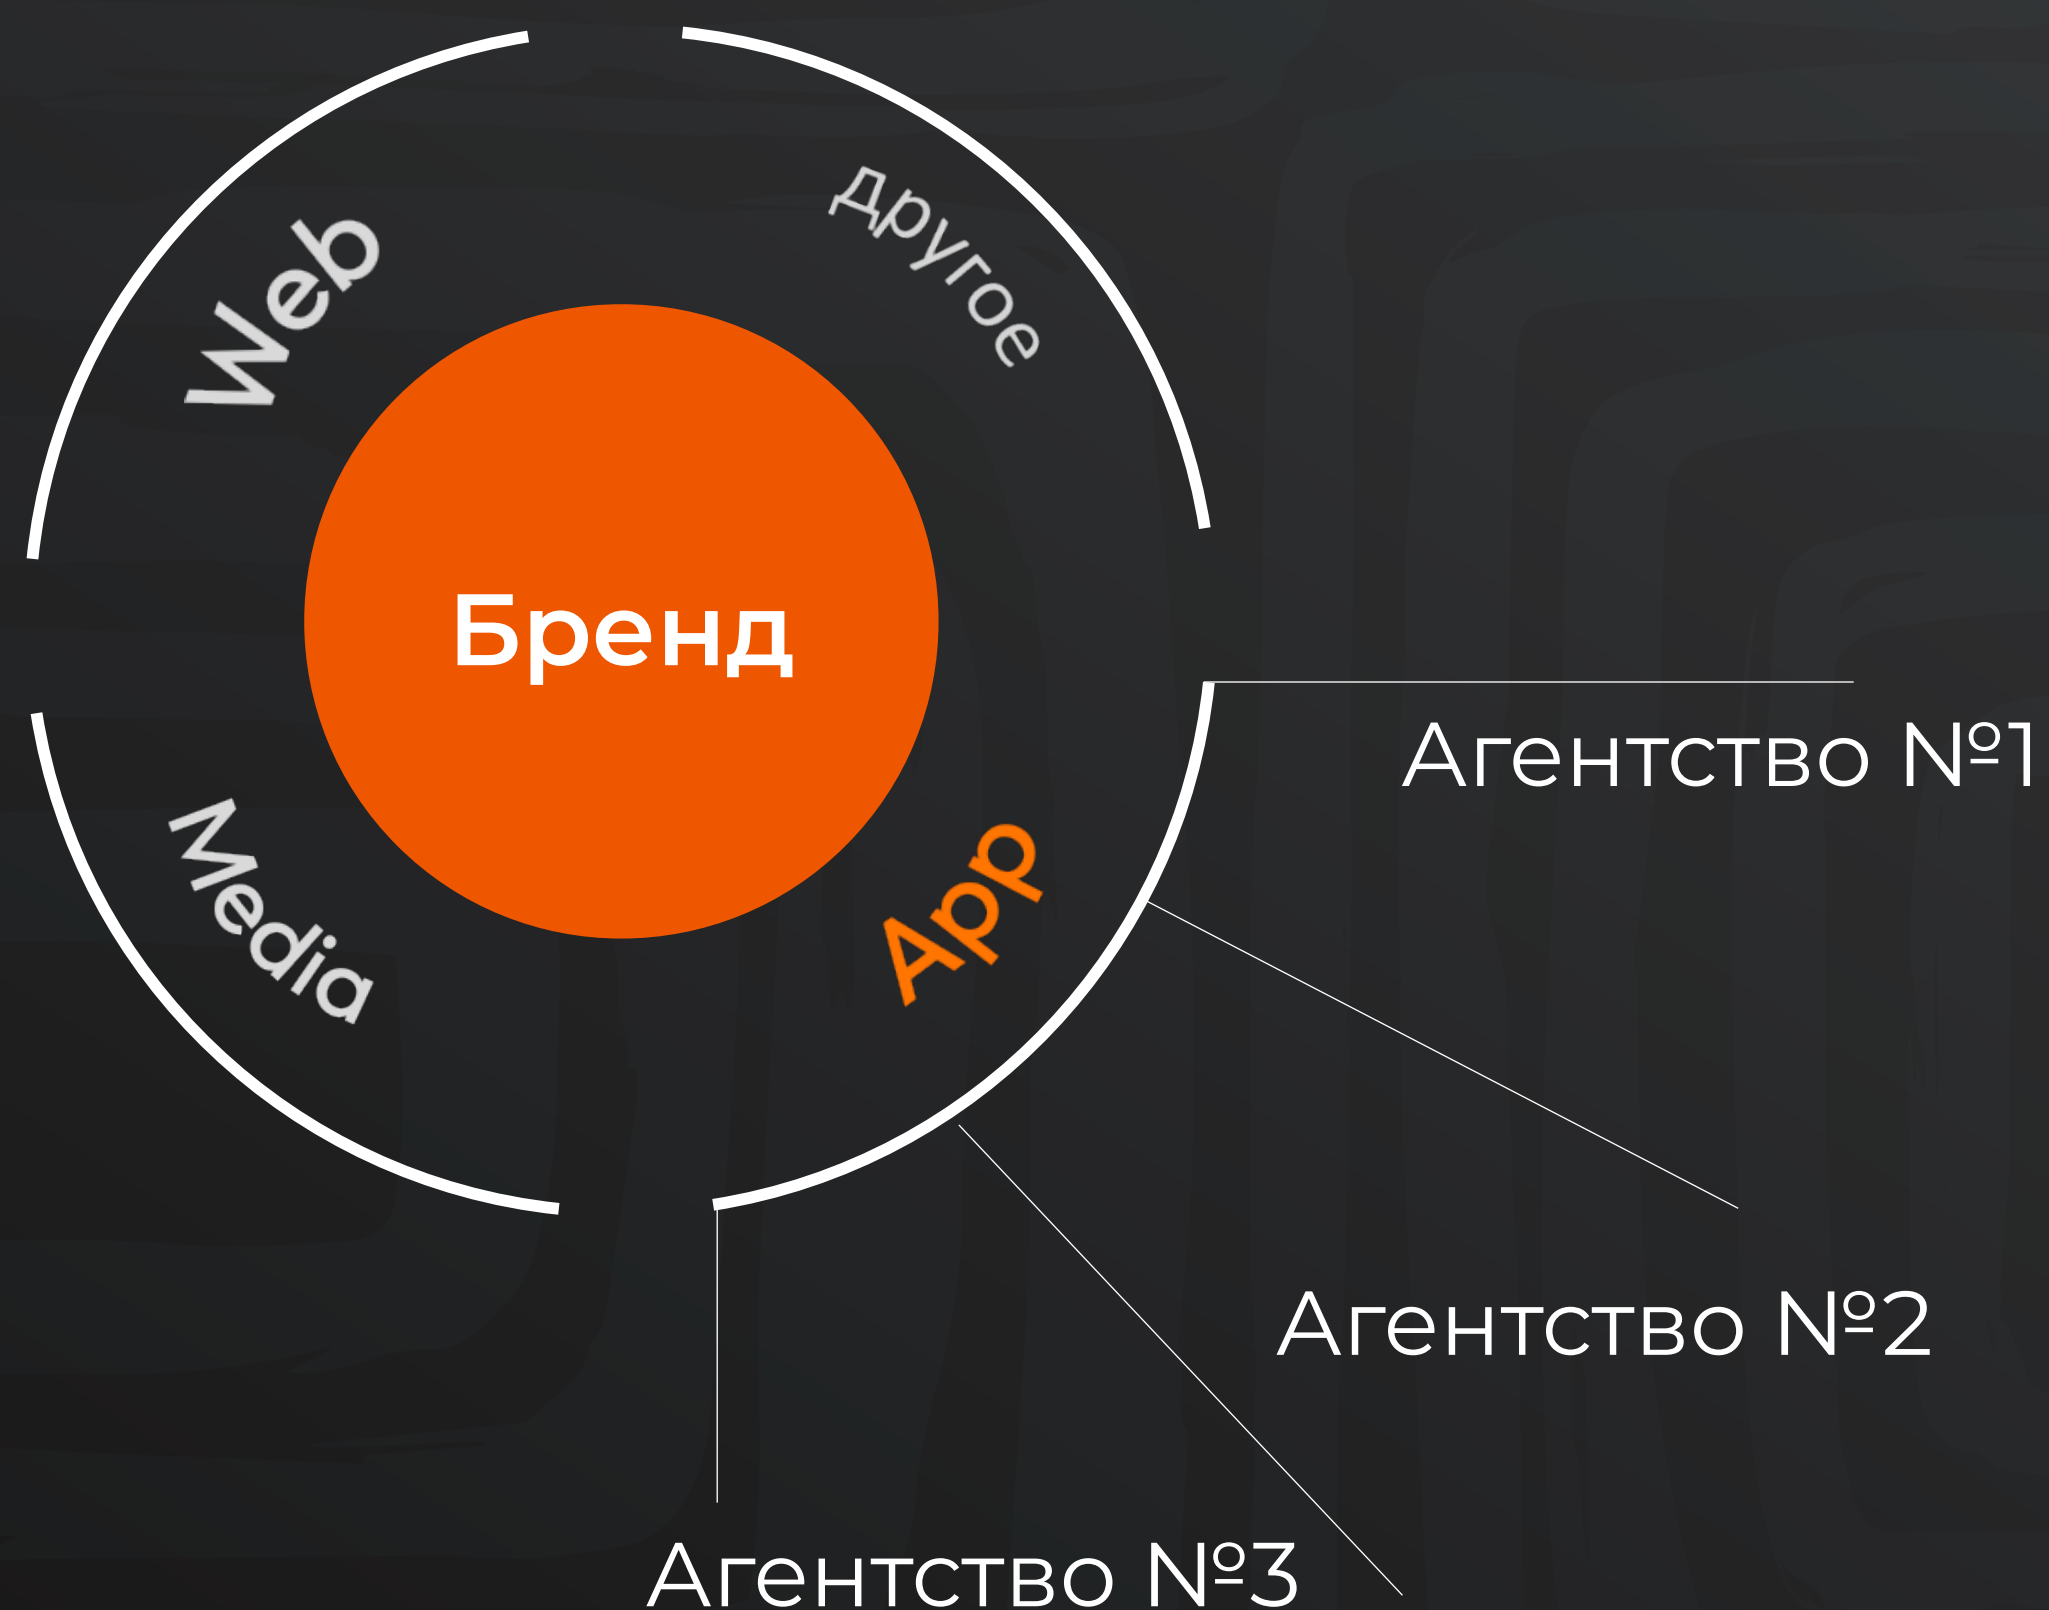 Web
другое
Бренд
Media
App
Агентство №1
Агентство №2
Агентство №3